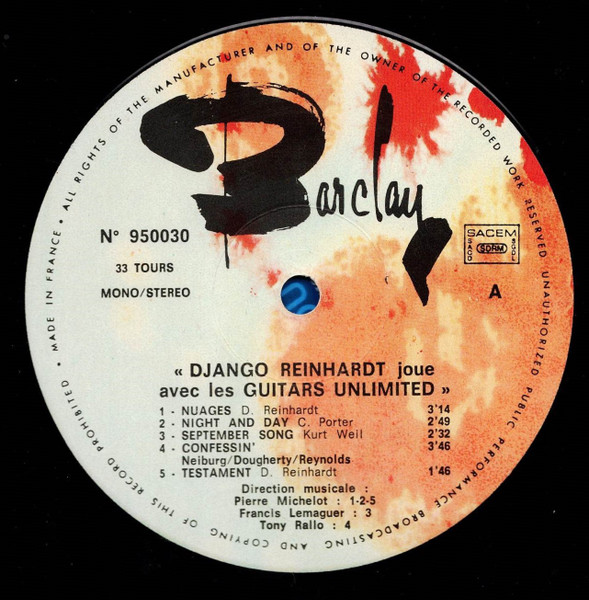 MADE IN FRANCE • ALL RIGHTS OF THE MANUFACTURER AND OF THE OWNER OF THE RECORDED WORK RESERVED UNAUTHORIZED PUBLIC PERFORMANCE BROADCASTING AND COPYING OF THIS RECORD PROHIBITED •
Barclay
N° 950030
33 TOURS
MONO/STEREO
SACEM
SACD SDRM SGDL
A
« DJANGO REINHARDT joue
avec les GUITARS UNLIMITED »
1 - NUAGES D. Reinhardt 3'14
2 - NIGHT AND DAY C. Porter 2'49
3 - SEPTEMBER SONG Kurt Weil 2'32
4 - CONFESSIN' 3'46
Neiburg/Dougherty/Reynolds
5 - TESTAMENT D. Reinhardt 1'46
Direction musicale :
Pierre Michelot : 1-2-5
Francis Lemaguer : 3
Tony Rallo : 4